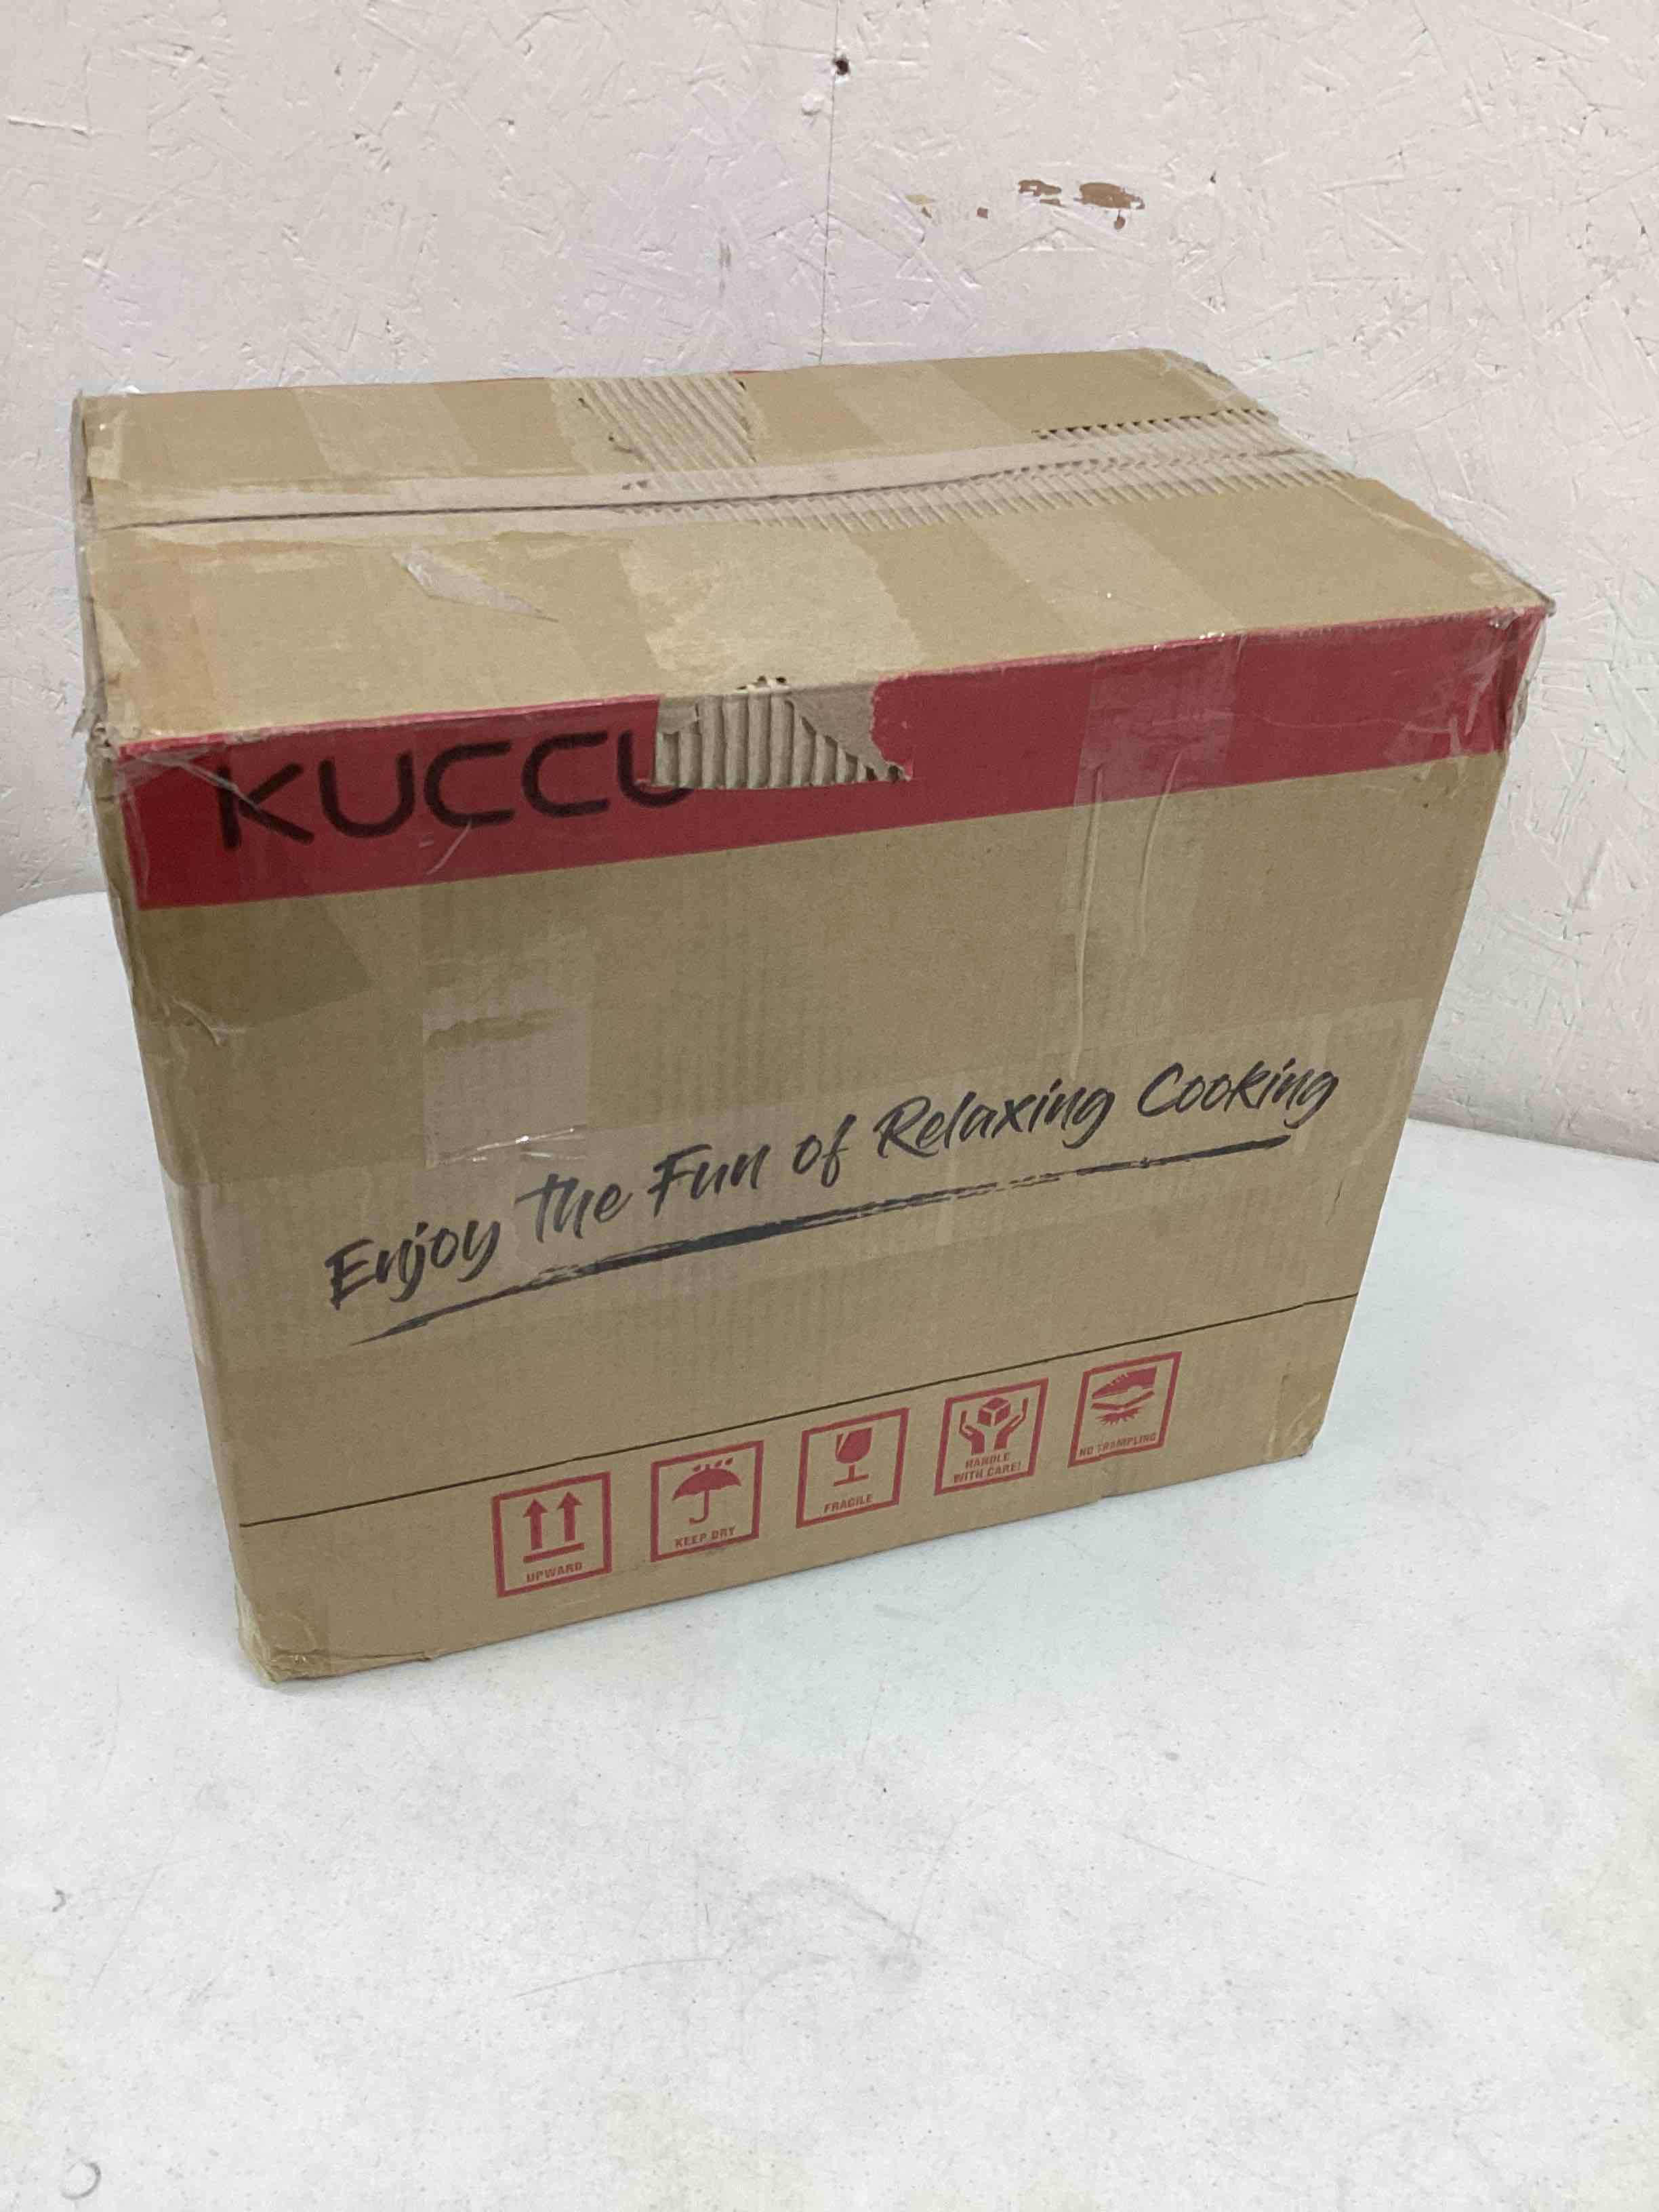 KUCCU
Enjoy The Fun of Relaxing Cooking
UPWARD
KEEP DRY
FRAGILE
HANDLE
WITH CARE!
NO TRAMPLING